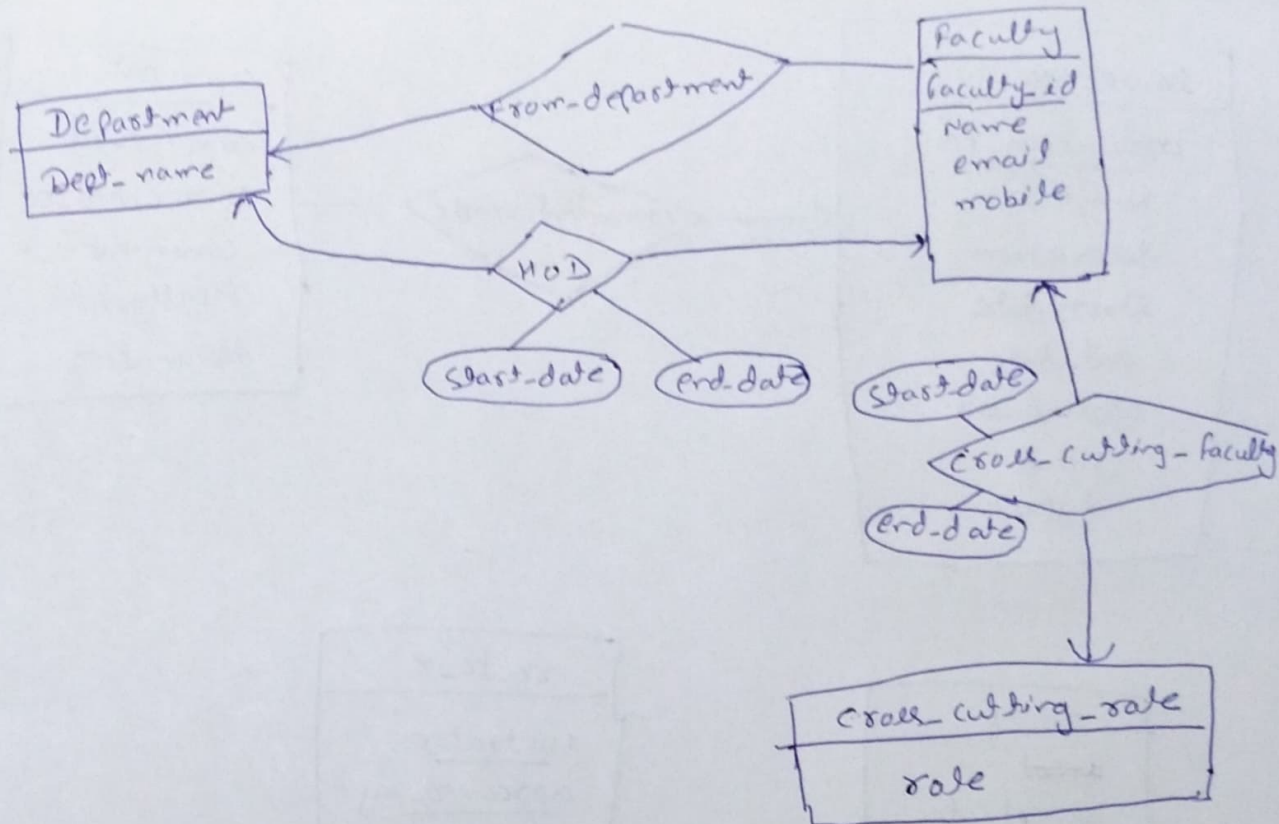 Faculty
faculty_id
Name
email
mobile
From-department
Department
Dept_name
HOD
start-date
end-date
start-date
cross_cutting-faculty
end-date
cross_cutting_role
role